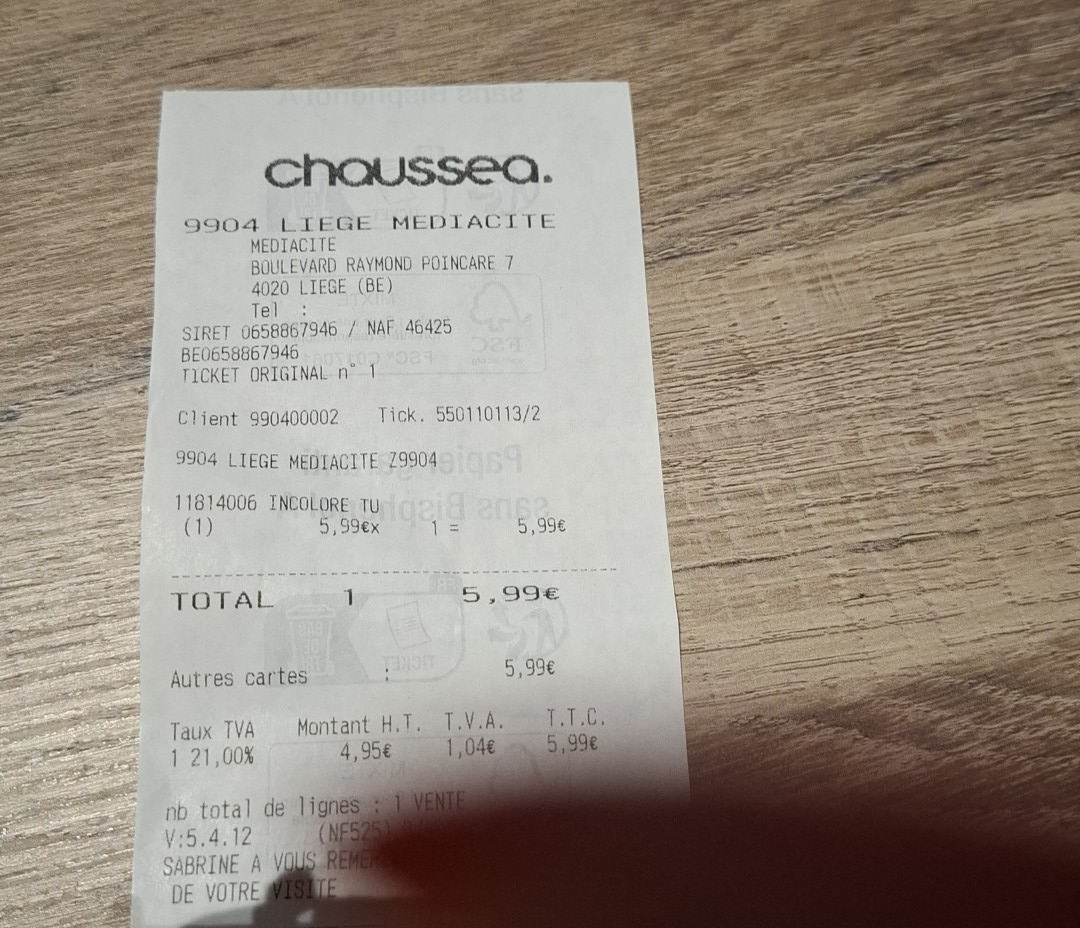 chaussea.
9904 LIEGE MEDIACITE
MEDIACITE
BOULEVARD RAYMOND POINCARE 7
4020 LIEGE (BE)
Tel :
SIRET 0658867946 / NAF 46425
BE0658867946
TICKET ORIGINAL n° 1
Client 990400002 Tick. 550110113/2
9904 LIEGE MEDIACITE Z9904
11814006 INCOLORE TU
(1) 5,99€x 1 = 5,99€
TOTAL 1 5,99€
Autres cartes : 5,99€
Taux TVA Montant H.T. T.V.A. T.T.C.
1 21,00% 4,95€ 1,04€ 5,99€
nb total de lignes : 1 VENTE
V:5.4.12 (NF525)
SABRINE A VOUS
DE VOTRE VISITE